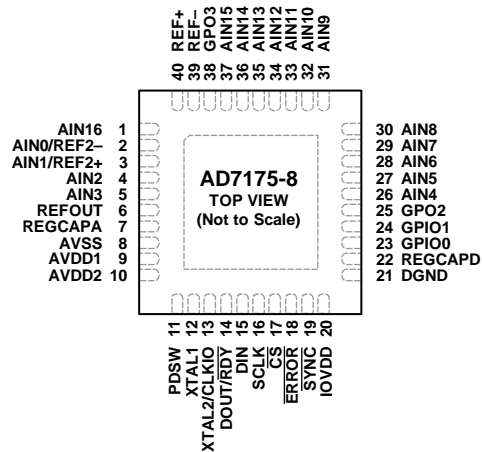 40 REF+
39 REF–
38 GPO3
37 AIN15
36 AIN14
35 AIN13
34 AIN12
33 AIN11
32 AIN10
31 AIN9
AIN16 1
AIN0/REF2– 2
AIN1/REF2+ 3
AIN2 4
AIN3 5
REFOUT 6
REGCAPA 7
AVSS 8
AVDD1 9
AVDD2 10
AD7175-8
TOP VIEW
(Not to Scale)
30 AIN8
29 AIN7
28 AIN6
27 AIN5
26 AIN4
25 GPO2
24 GPIO1
23 GPIO0
22 REGCAPD
21 DGND
PDSW 11
XTAL1 12
XTAL2/CLKIO 13
DOUT/R̅D̅Y̅ 14
DIN 15
SCLK 16
C̅S̅ 17
E̅R̅R̅O̅R̅ 18
S̅Y̅N̅C̅ 19
IOVDD 20